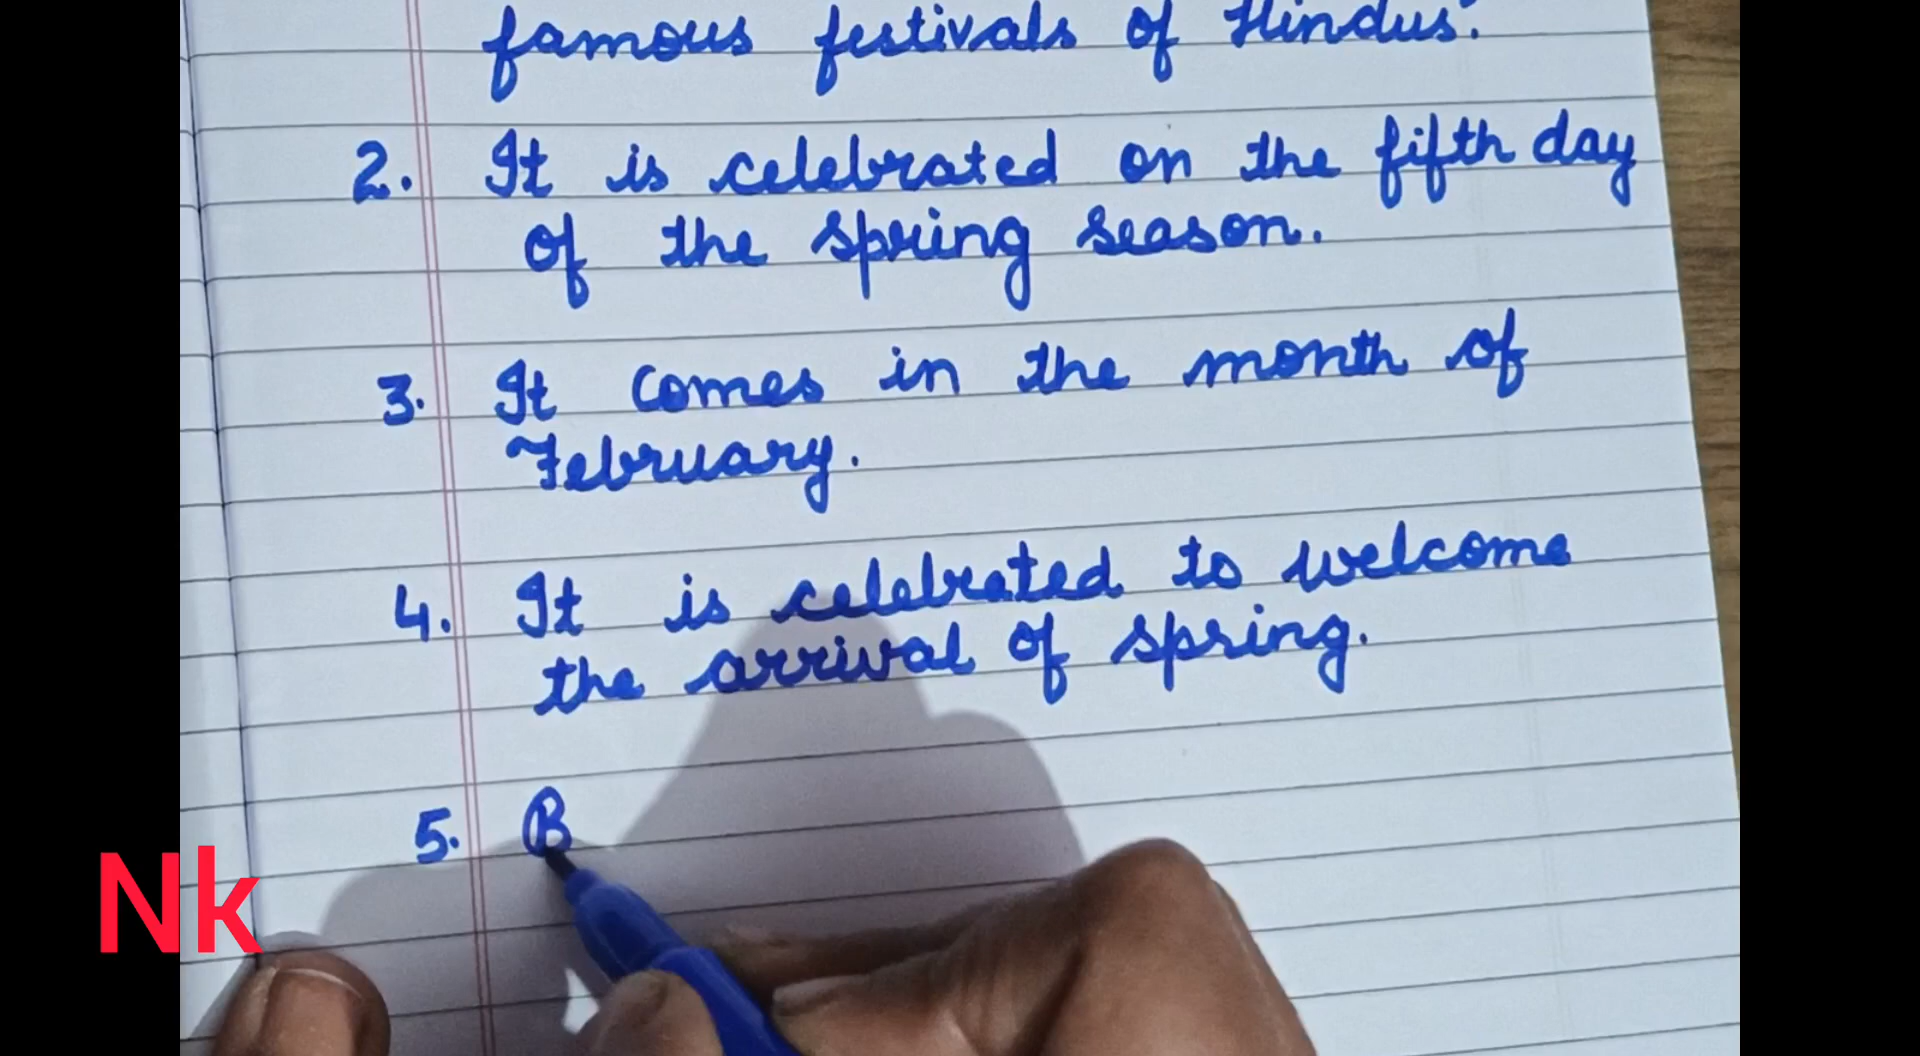 famous festivals of Hindus.
2. It is celebrated on the fifth day
of the spring season.
3. It comes in the month of
February.
4. It is celebrated to welcome
the arrival of spring.
5. B
Nk